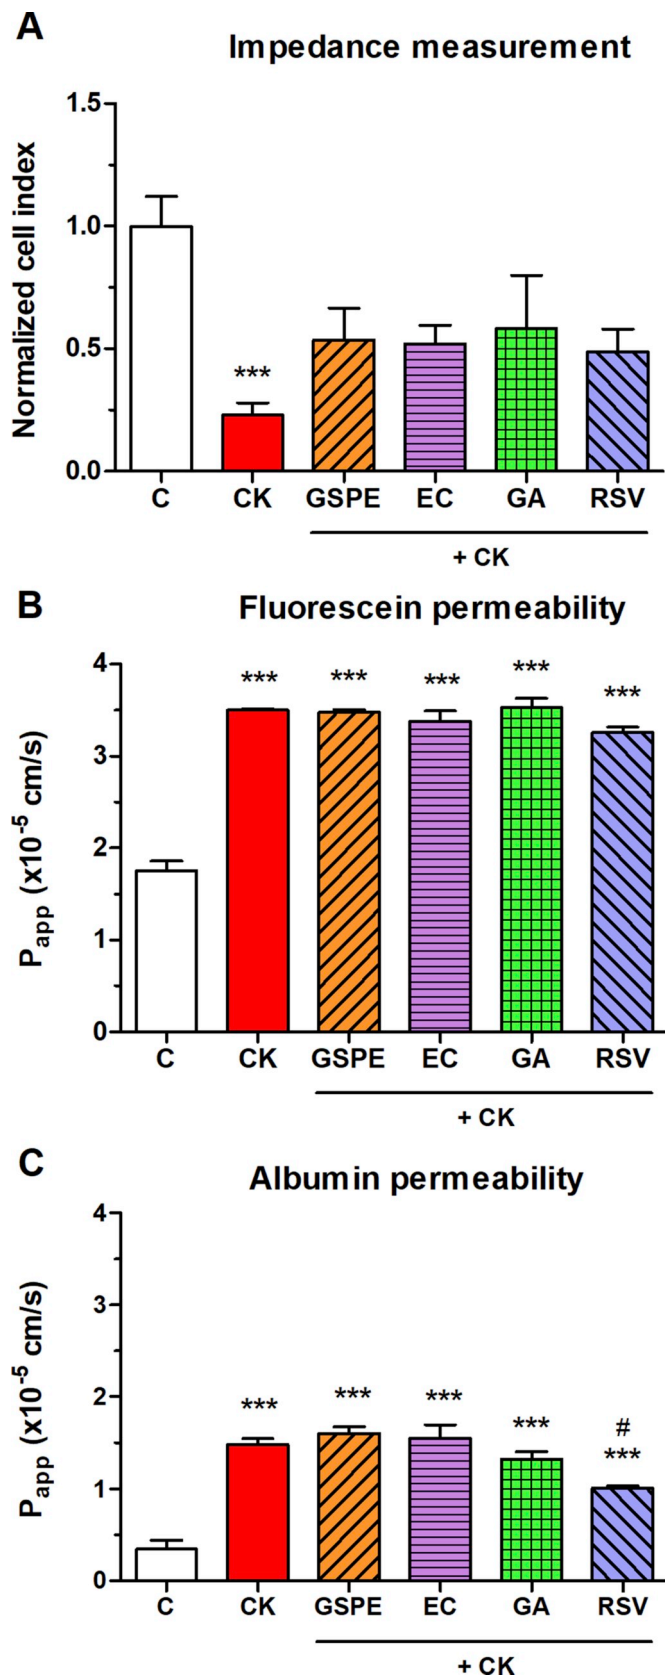 A
Impedance measurement
Normalized cell index
1.5
1.0
0.5
0.0
***
C CK GSPE EC GA RSV
+ CK
B
Fluorescein permeability
Papp (x10-5 cm/s)
4
3
2
1
0
*** *** *** *** ***
C CK GSPE EC GA RSV
+ CK
C
Albumin permeability
Papp (x10-5 cm/s)
4
3
2
1
0
#
*** *** *** *** ***
C CK GSPE EC GA RSV
+ CK